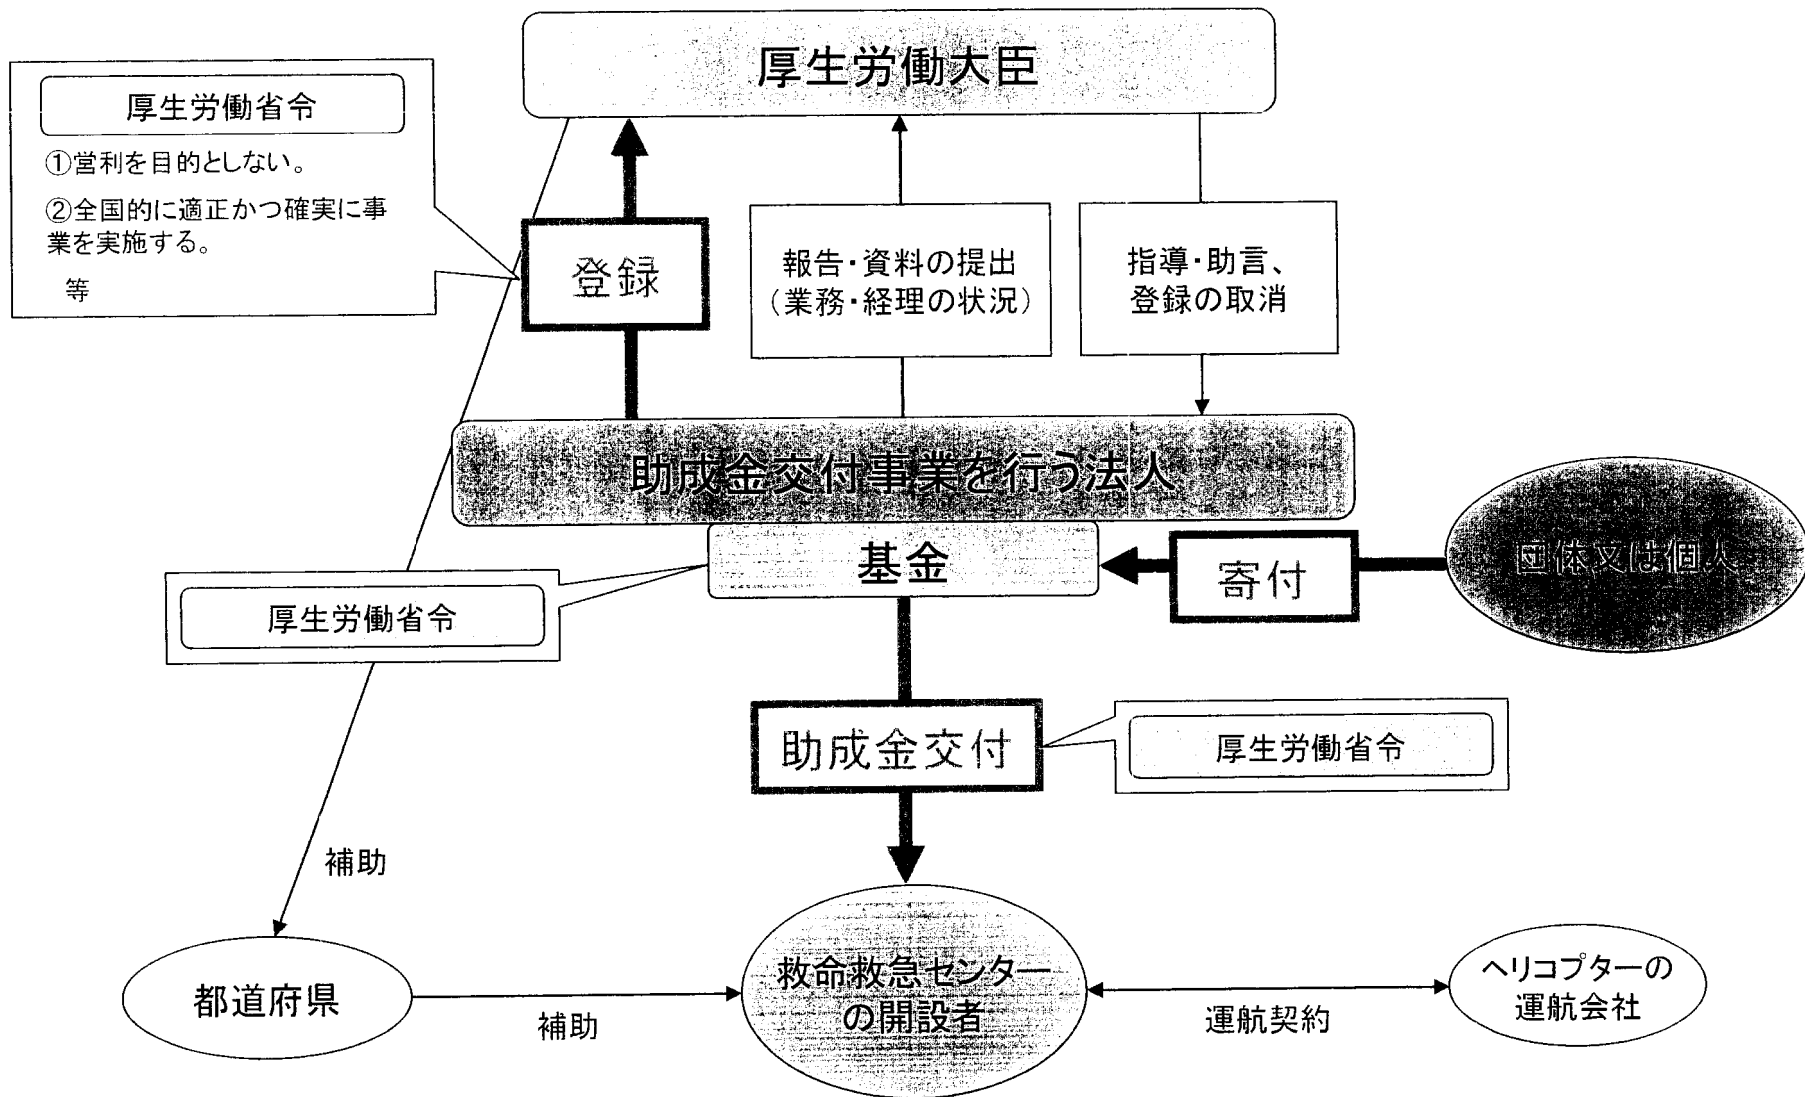 厚生労働大臣
厚生労働省令
①営利を目的としない。
②全国的に適正かつ確実に事
業を実施する。
等
登録
報告・資料の提出
（業務・経理の状況）
指導・助言、
登録の取消
助成金交付事業を行う法人
基金
寄付
団体又は個人
厚生労働省令
助成金交付
厚生労働省令
補助
都道府県
補助
救命救急センター
の開設者
運航契約
ヘリコプターの
運航会社